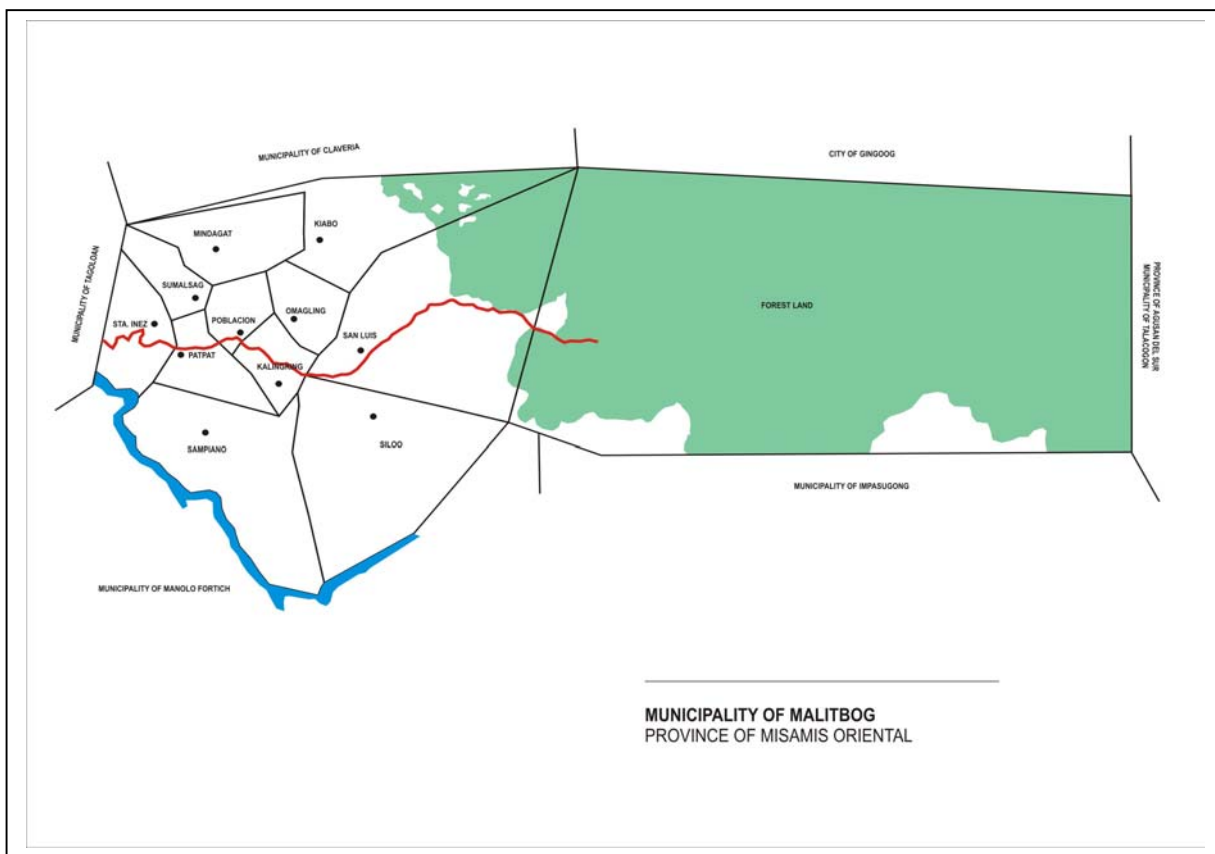 MUNICIPALITY OF CLAVERIA
CITY OF GINGOOG
MUNICIPALITY OF TAGOLOAN
MINDAGAT
KIABO
SUMALSAG
STA. INEZ
POBLACION
OMAGLING
PATPAT
SAN LUIS
KALINGKING
SAMPIANO
SILOO
FOREST LAND
PROVINCE OF AGUSAN DEL SUR
MUNICIPALITY OF TALACOGON
MUNICIPALITY OF IMPASUGONG
MUNICIPALITY OF MANOLO FORTICH
MUNICIPALITY OF MALITBOG
PROVINCE OF MISAMIS ORIENTAL